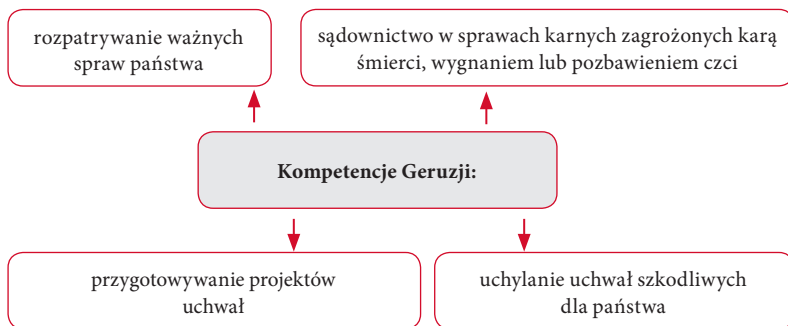 rozpatrywanie ważnych
spraw państwa
sądownictwo w sprawach karnych zagrożonych karą
śmierci, wygnaniem lub pozbawieniem czci
Kompetencje Geruzji:
przygotowywanie projektów
uchwał
uchylanie uchwał szkodliwych
dla państwa